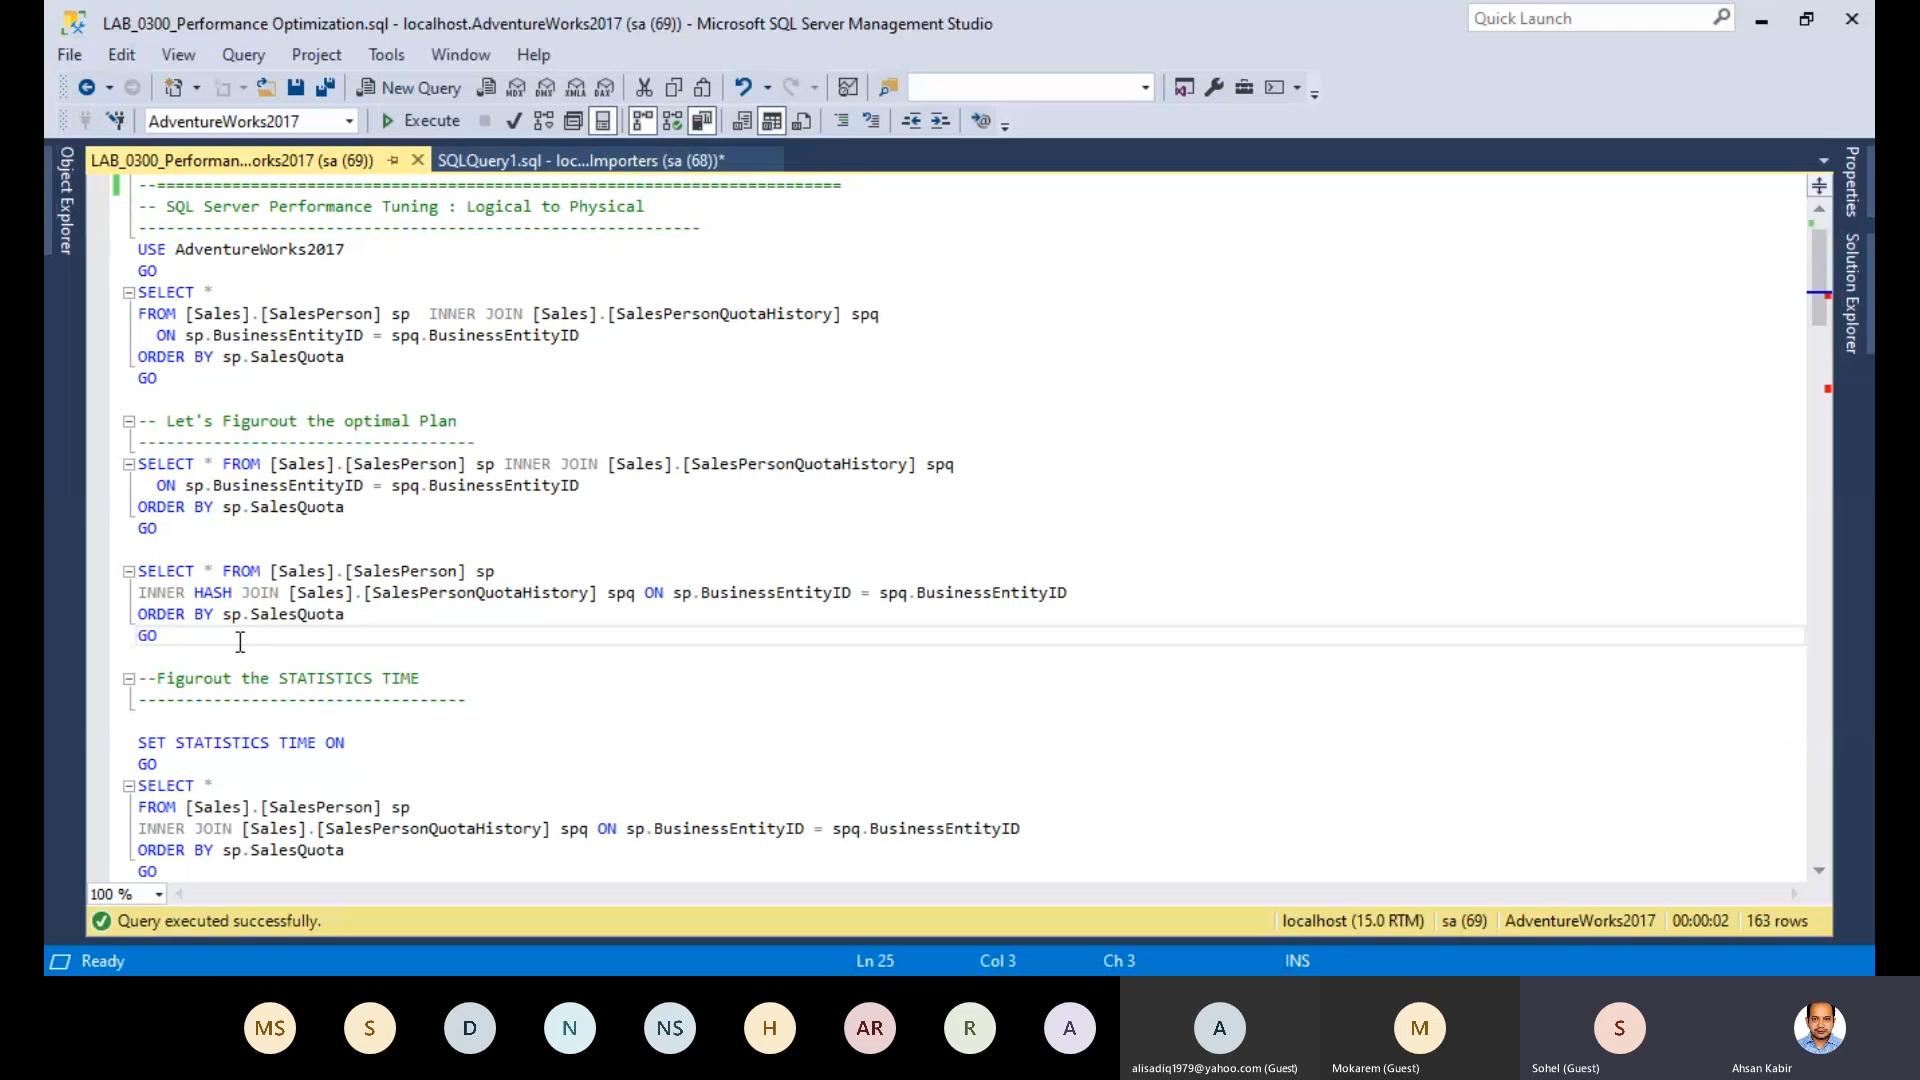 LAB_0300_Performance Optimization.sql - localhost.AdventureWorks2017 (sa (69)) - Microsoft SQL Server Management Studio
Quick Launch
File Edit View Query Project Tools Window Help
New Query MDX DMX XMLA DAX
AdventureWorks2017 Execute
LAB_0300_Performan...orks2017 (sa (69)) SQLQuery1.sql - loc...Importers (sa (68))*
Object Explorer
Properties
Solution Explorer
--=========================================================================
-- SQL Server Performance Tuning : Logical to Physical
------------------------------------------------------------
USE AdventureWorks2017
GO
SELECT *
FROM [Sales].[SalesPerson] sp  INNER JOIN [Sales].[SalesPersonQuotaHistory] spq
ON sp.BusinessEntityID = spq.BusinessEntityID
ORDER BY sp.SalesQuota
GO
-- Let's Figurout the optimal Plan
------------------------------------
SELECT * FROM [Sales].[SalesPerson] sp INNER JOIN [Sales].[SalesPersonQuotaHistory] spq
ON sp.BusinessEntityID = spq.BusinessEntityID
ORDER BY sp.SalesQuota
GO
SELECT * FROM [Sales].[SalesPerson] sp
INNER HASH JOIN [Sales].[SalesPersonQuotaHistory] spq ON sp.BusinessEntityID = spq.BusinessEntityID
ORDER BY sp.SalesQuota
GO
--Figurout the STATISTICS TIME
-----------------------------------
SET STATISTICS TIME ON
GO
SELECT *
FROM [Sales].[SalesPerson] sp
INNER JOIN [Sales].[SalesPersonQuotaHistory] spq ON sp.BusinessEntityID = spq.BusinessEntityID
ORDER BY sp.SalesQuota
GO
100 %
Query executed successfully. localhost (15.0 RTM) sa (69) AdventureWorks2017 00:00:02 163 rows
Ready Ln 25 Col 3 Ch 3 INS
MS S D N NS H AR R A A M S
alisadiq1979@yahoo.com (Guest) Mokarem (Guest) Sohel (Guest) Ahsan Kabir